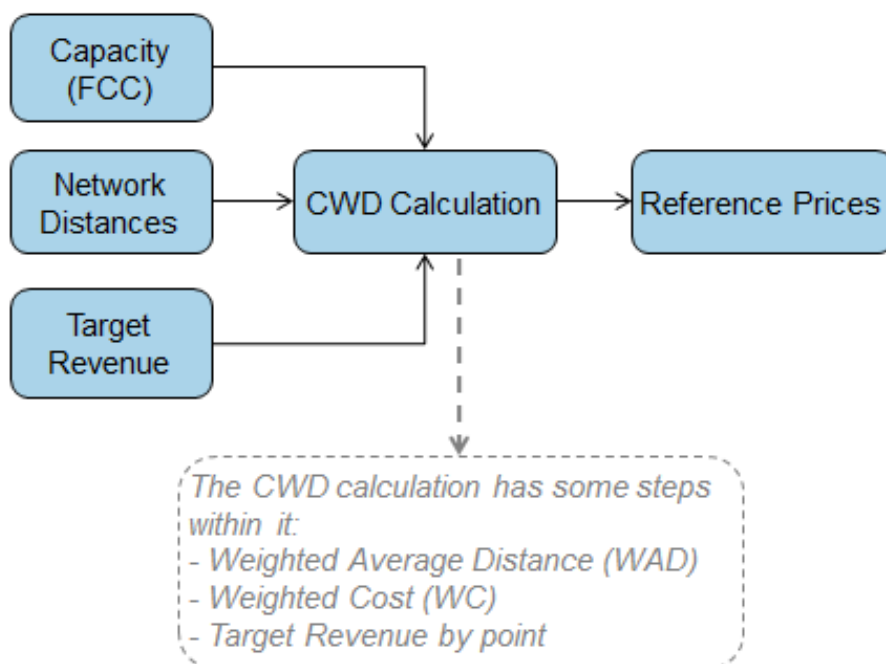 Capacity
(FCC)
Network
Distances
CWD Calculation
Reference Prices
Target
Revenue
The CWD calculation has some steps
within it:
- Weighted Average Distance (WAD)
- Weighted Cost (WC)
- Target Revenue by point